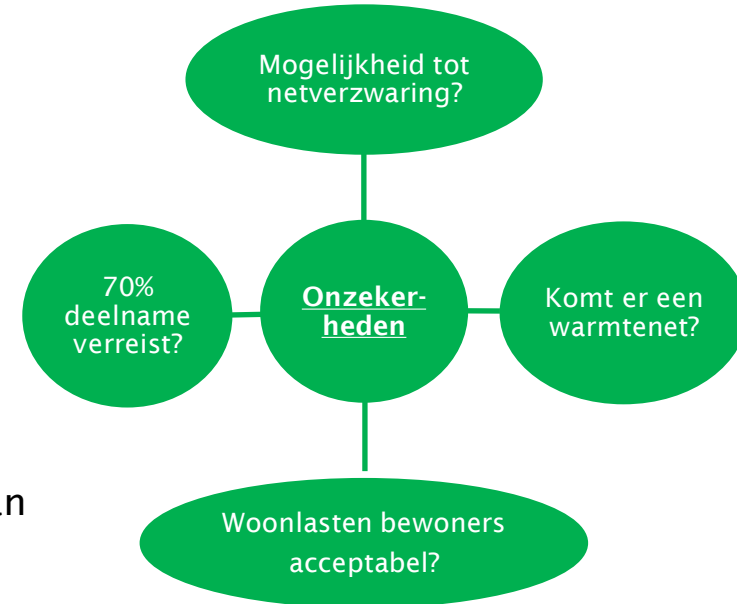 Mogelijkheid tot
netverzwaring?
70%
deelname
verreist?
Onzeker-
heden
Komt er een
warmtenet?
Woonlasten bewoners
acceptabel?